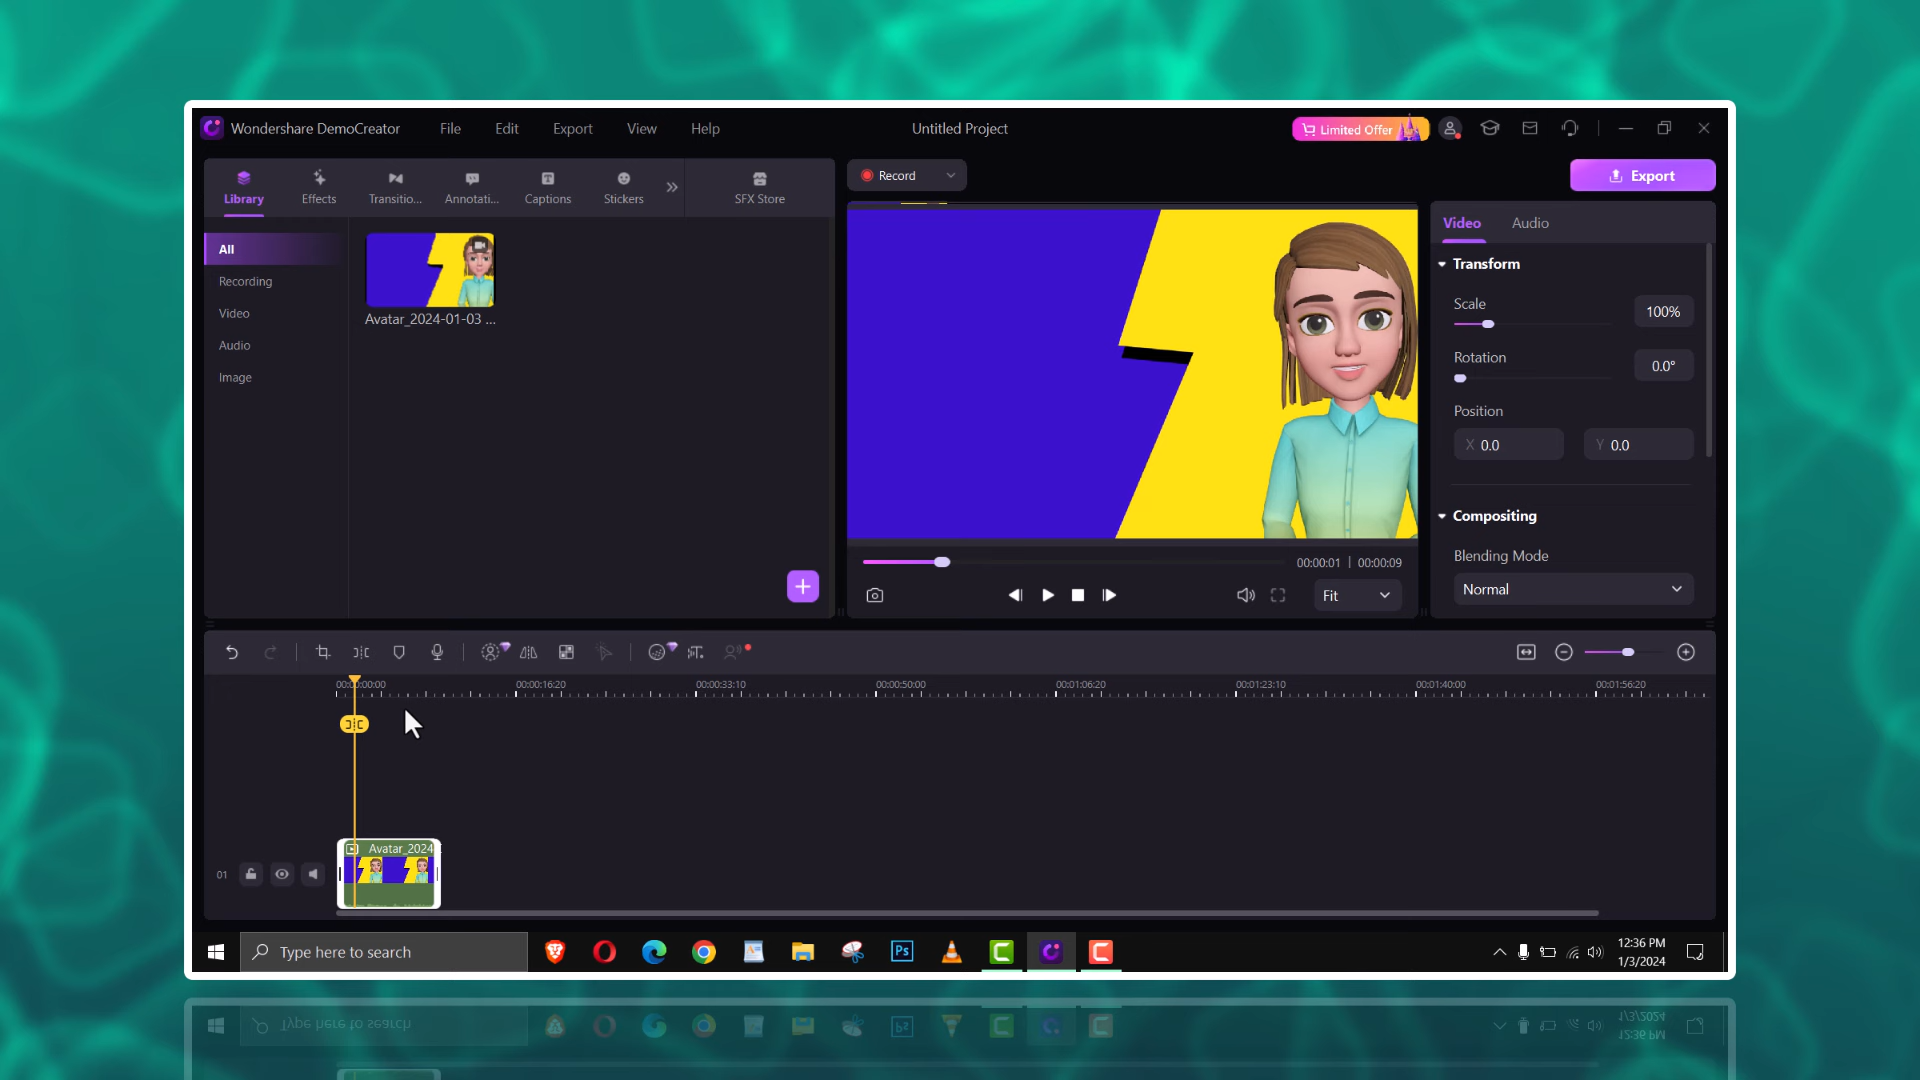 Wondershare DemoCreator File Edit Export View Help Untitled Project Limited Offer
Library Effects Transitio... Annotati... Captions Stickers SFX Store
Record
Export
All
Recording
Video
Audio
Image
Avatar_2024-01-03 ...
Video Audio
Transform
Scale
100%
Rotation
0.0°
Position
X 0.0 Y 0.0
Compositing
Blending Mode
Normal
00:00:01 | 00:00:09
Fit
00:00:00:00 00:00:16:20 00:00:33:10 00:00:50:00 00:01:06:20 00:01:23:10 00:01:40:00 00:01:56:20
Avatar_2024
01
Type here to search
Ps
12:36 PM
1/3/2024